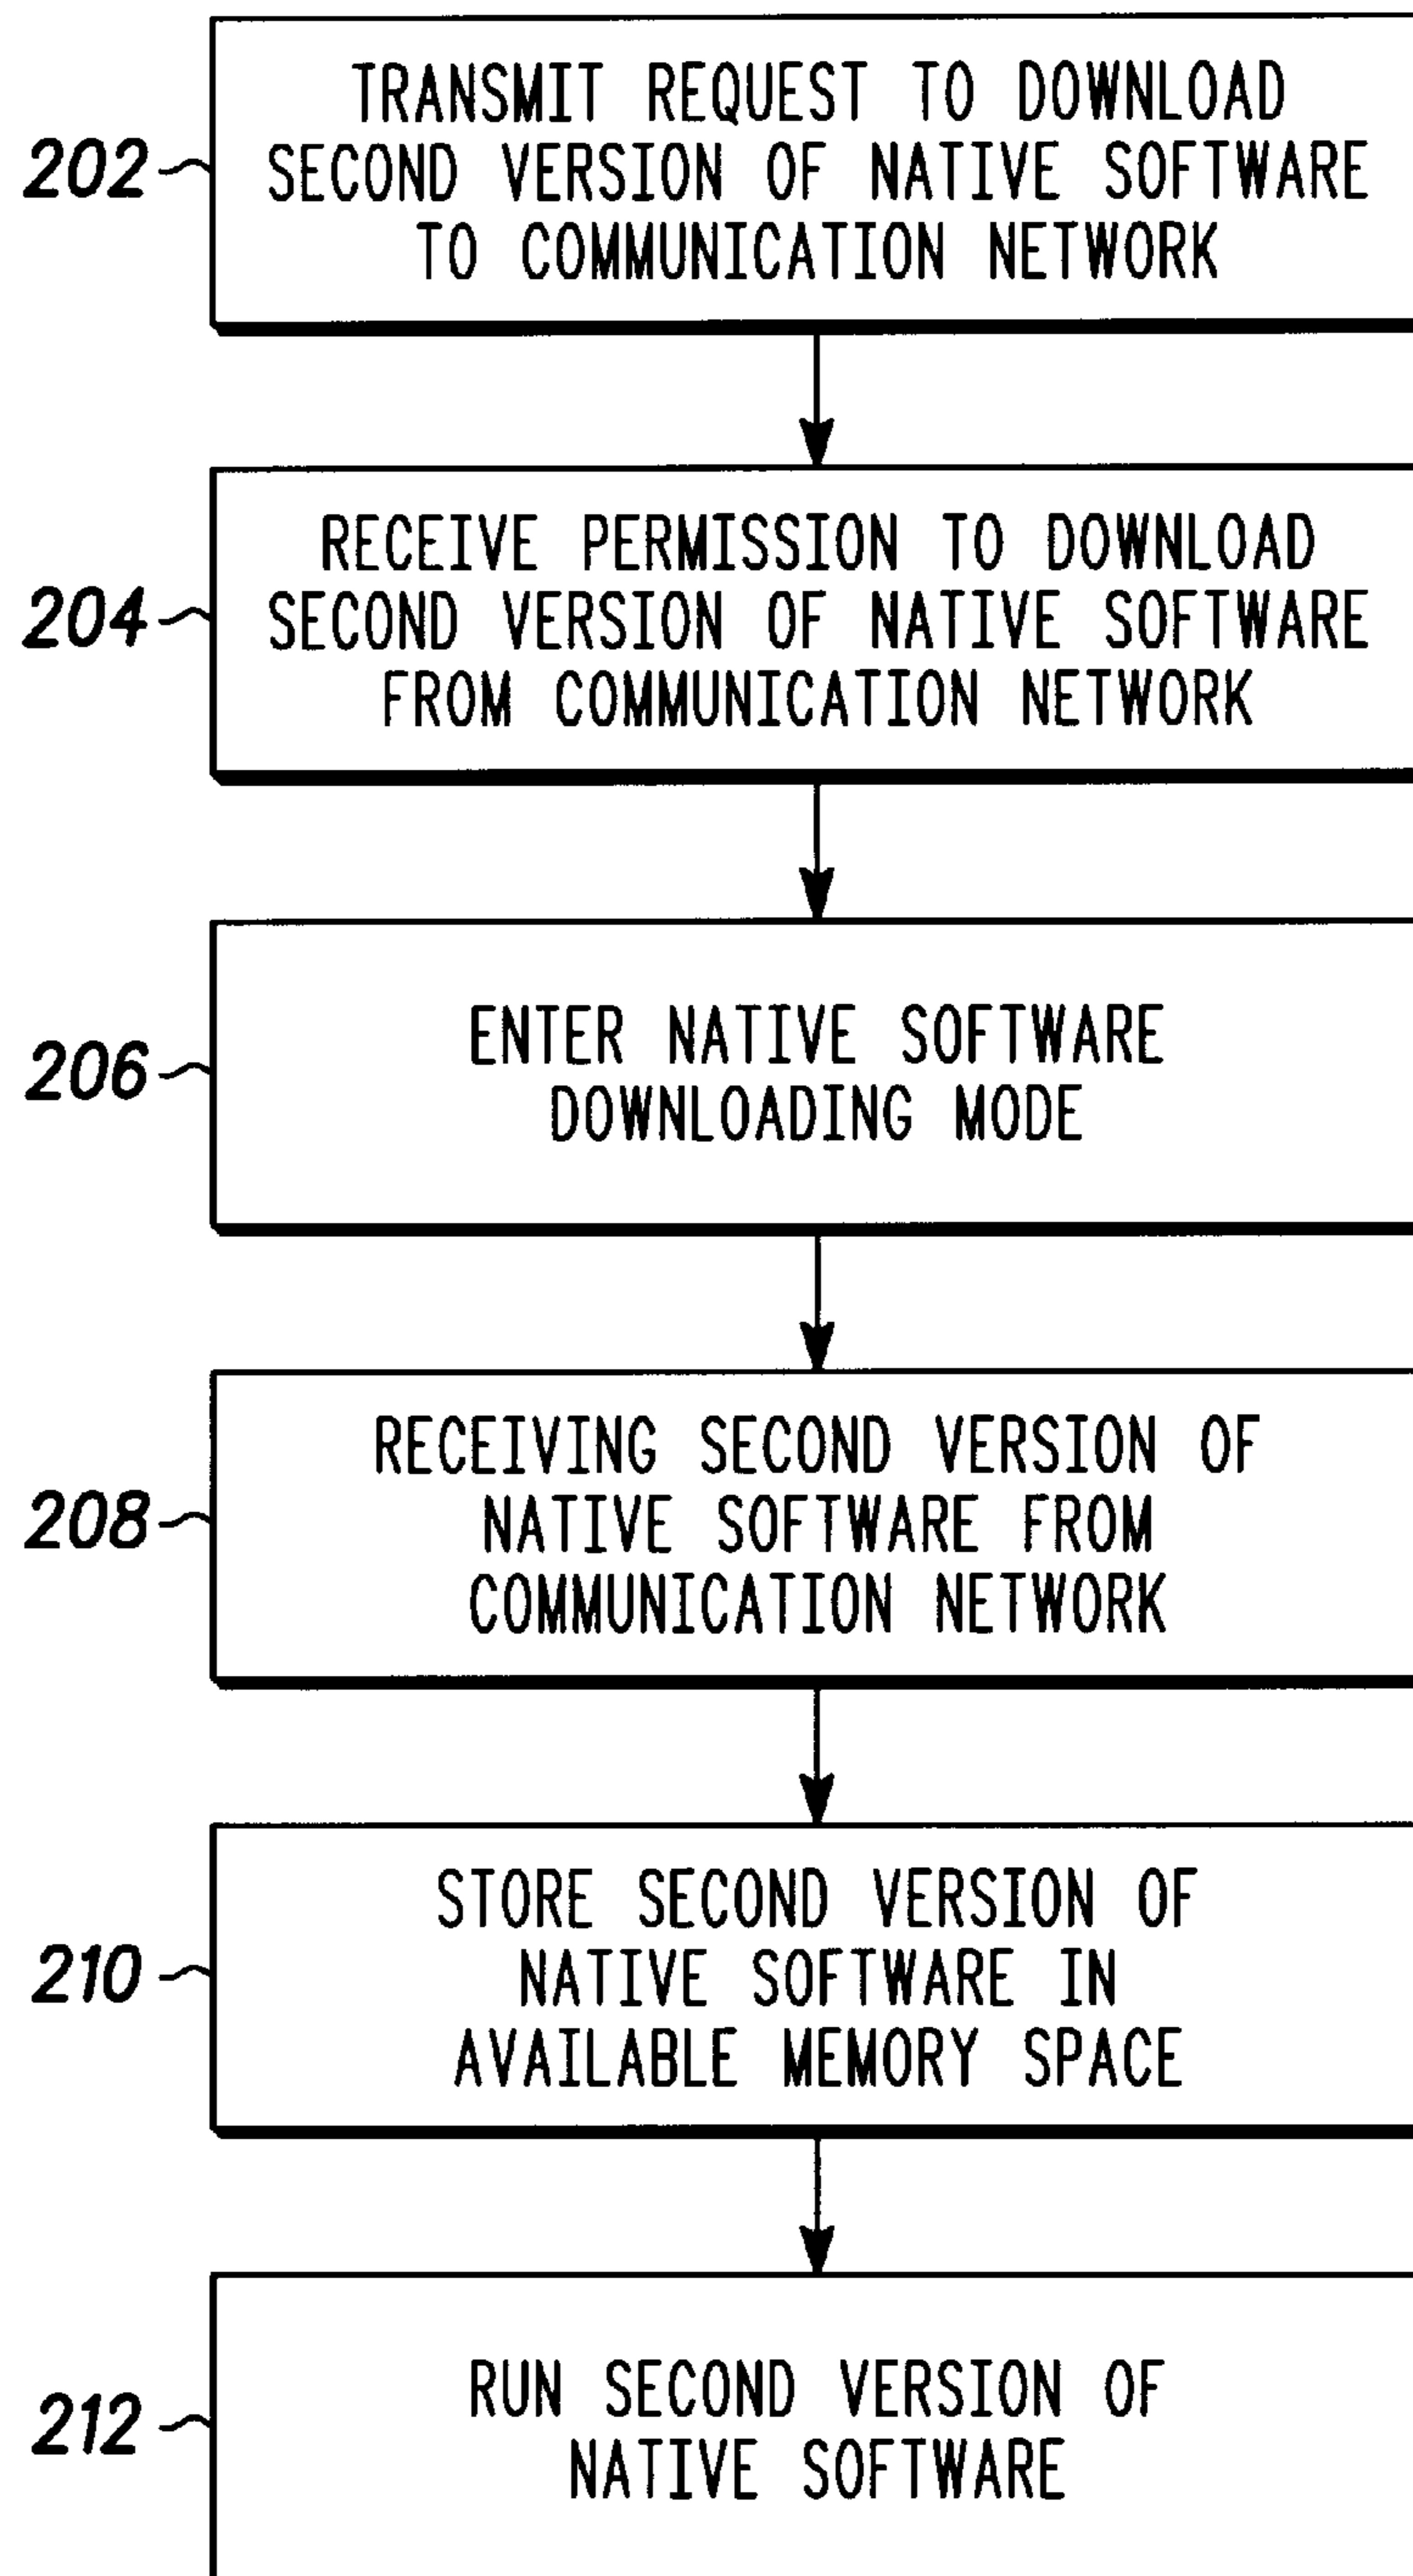 TRANSMIT REQUEST TO DOWNLOAD
202 SECOND VERSION OF NATIVE SOFTWARE
TO COMMUNICATION NETWORK
RECEIVE PERMISSION TO DOWNLOAD
204 SECOND VERSION OF NATIVE SOFTWARE
FROM COMMUNICATION NETWORK
206 ENTER NATIVE SOFTWARE
DOWNLOADING MODE
RECEIVING SECOND VERSION OF
208 NATIVE SOFTWARE FROM
COMMUNICATION NETWORK
STORE SECOND VERSION OF
210 NATIVE SOFTWARE IN
AVAILABLE MEMORY SPACE
212 RUN SECOND VERSION OF
NATIVE SOFTWARE